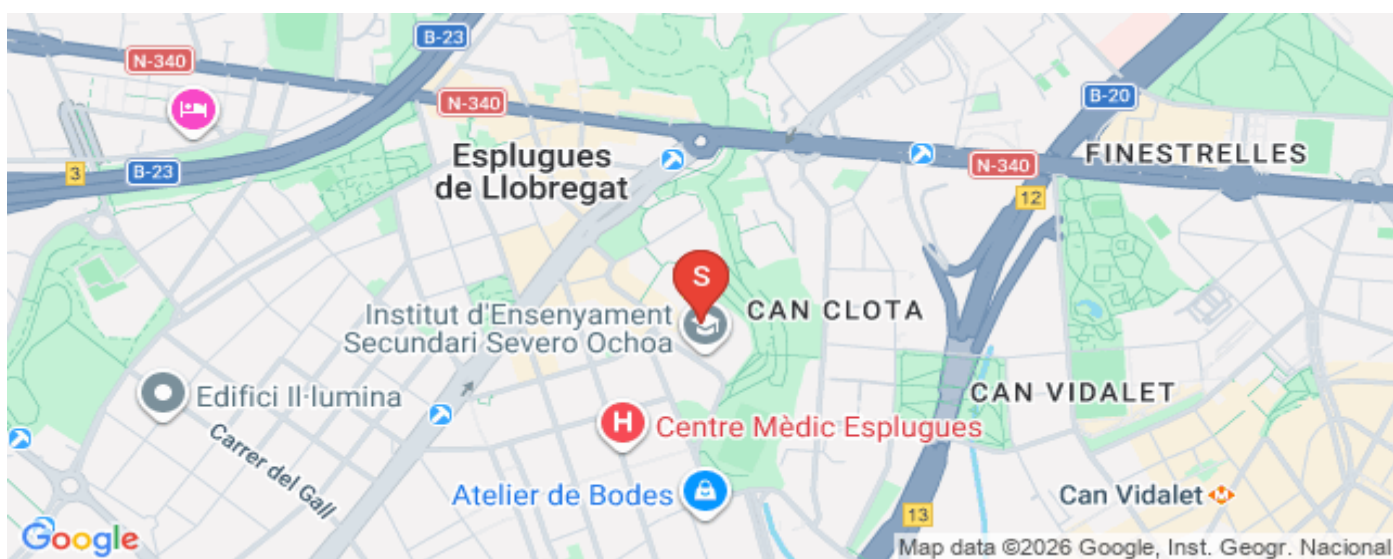 B-23
N-340
B-20
N-340
Esplugues
de Llobregat
FINESTRELLES
N-340
3
B-23
12
S
Institut d'Ensenyament
Secundari Severo Ochoa
CAN CLOTA
Edifici Il·lumina
CAN VIDALET
Centre Mèdic Esplugues
Carrer del Gall
Atelier de Bodes
Can Vidalet
13
Google
Map data ©2026 Google, Inst. Geogr. Nacional